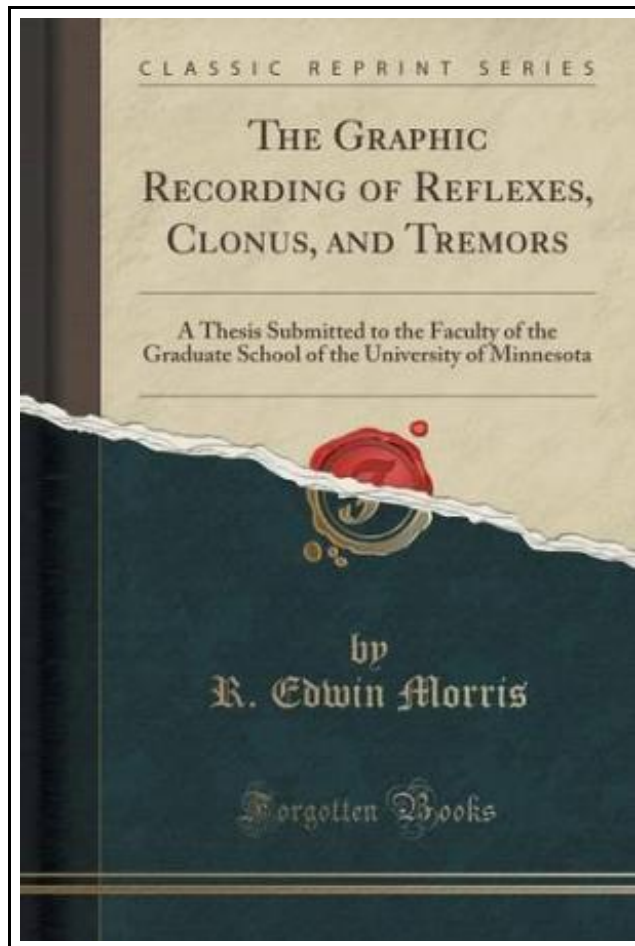 CLASSIC REPRINT SERIES
THE GRAPHIC
RECORDING OF REFLEXES,
CLONUS, AND TREMORS
A Thesis Submitted to the Faculty of the
Graduate School of the University of Minnesota
by
R. Edwin Morris
Forgotten Books